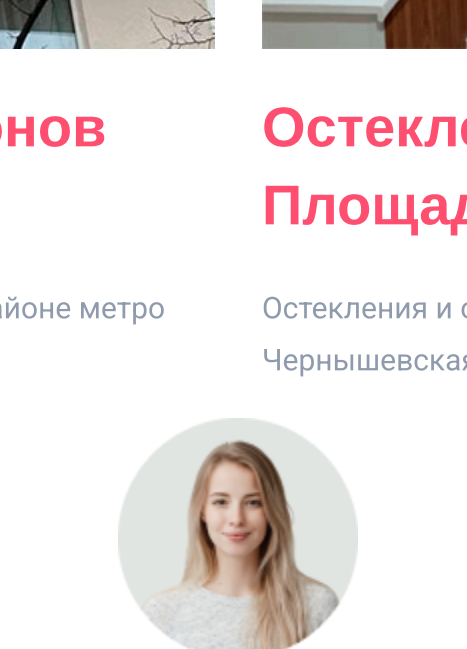 онов
Остекле
Площад
айоне метро
Остекления и о
Чернышевская